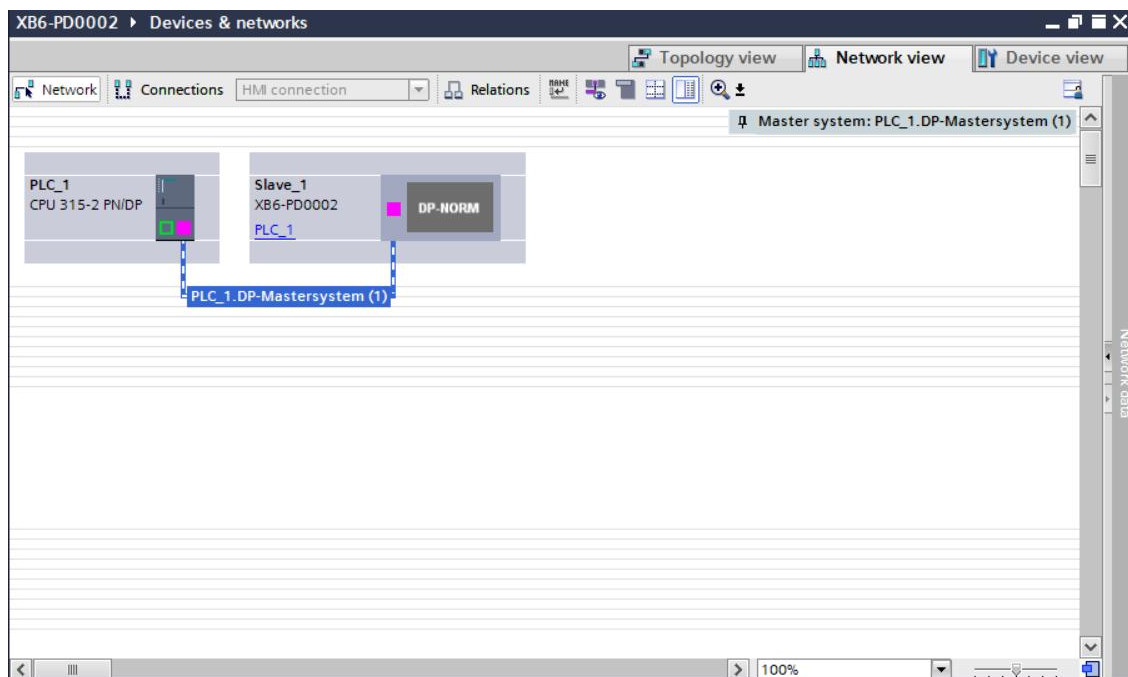 XB6-PD0002 ▸ Devices & networks
Topology view
Network view
Device view
Network
Connections
HMI connection
Relations
Master system: PLC_1.DP-Mastersystem (1)
PLC_1
CPU 315-2 PN/DP
Slave_1
XB6-PD0002
PLC_1
DP-NORM
PLC_1.DP-Mastersystem (1)
Network data
100%